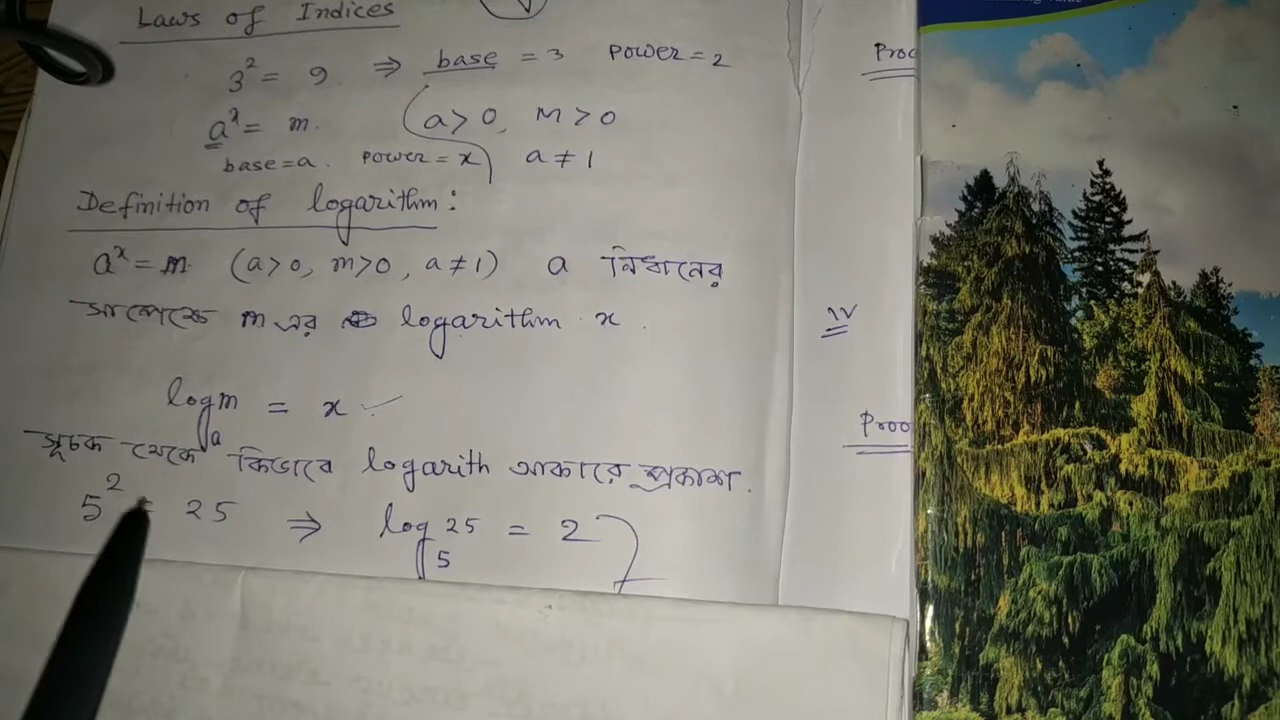 Laws of Indices
3² = 9. ⇒ base = 3 power = 2
aˣ = m. (a > 0, m > 0
base = a. power = x) a ≠ 1
Definition of logarithm:
aˣ = m (a > 0, m > 0, a ≠ 1) a নিধানের
সাপেক্ষে m এর logarithm x.
logₐm = x
সূচক থেকে কিভাবে logarith আকারে প্রকাশ.
5² = 25 ⇒ log₅25 = 2
Proo